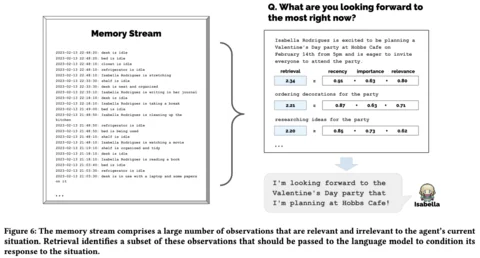 Memory Stream
2023-02-13 22:48:20: desk is idle
2023-02-13 22:48:20: bed is idle
2023-02-13 22:48:10: closet is idle
2023-02-13 22:48:10: refrigerator is idle
2023-02-13 22:48:10: Isabella Rodriguez is stretching
2023-02-13 22:33:30: shelf is idle
2023-02-13 22:33:30: desk is neat and organized
2023-02-13 22:33:10: Isabella Rodriguez is writing in her journal
2023-02-13 22:18:10: desk is idle
2023-02-13 22:18:10: Isabella Rodriguez is taking a break
2023-02-13 21:49:00: bed is idle
2023-02-13 21:48:50: Isabella Rodriguez is cleaning up the
kitchen
2023-02-13 21:48:50: refrigerator is idle
2023-02-13 21:48:50: bed is being used
2023-02-13 21:48:10: shelf is idle
2023-02-13 21:48:10: Isabella Rodriguez is watching a movie
2023-02-13 21:19:10: shelf is organized and tidy
2023-02-13 21:18:10: desk is idle
2023-02-13 21:18:10: Isabella Rodriguez is reading a book
2023-02-13 21:03:40: bed is idle
2023-02-13 21:03:30: refrigerator is idle
2023-02-13 21:03:30: desk is in use with a laptop and some papers
on it
...
Q. What are you looking forward to
the most right now?
Isabella Rodriguez is excited to be planning a
Valentine's Day party at Hobbs Cafe on
February 14th from 5pm and is eager to invite
everyone to attend the party.
retrieval recency importance relevance
2.34 = 0.91 + 0.63 + 0.80
ordering decorations for the party
2.21 = 0.87 + 0.63 + 0.71
researching ideas for the party
2.20 = 0.85 + 0.73 + 0.62
...
I'm looking forward to the
Valentine's Day party that
I'm planning at Hobbs Cafe!
Isabella
Figure 6: The memory stream comprises a large number of observations that are relevant and irrelevant to the agent's current
situation. Retrieval identifies a subset of these observations that should be passed to the language model to condition its
response to the situation.